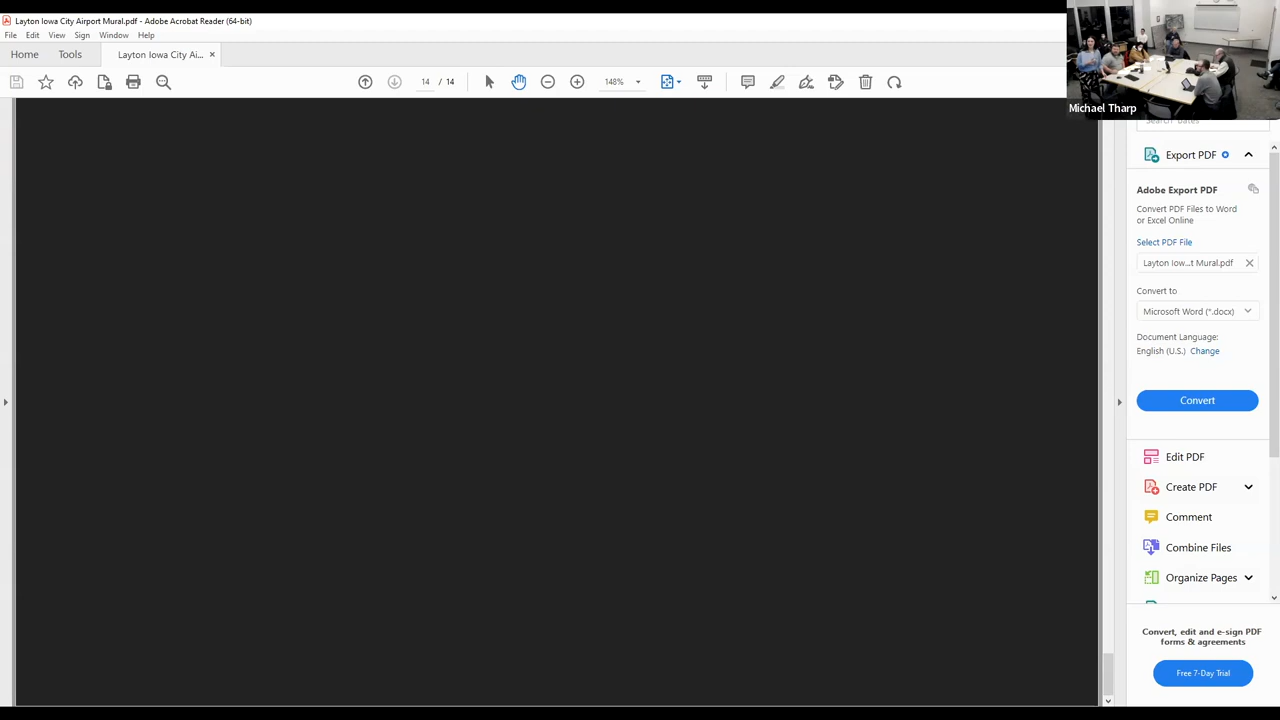 Layton Iowa City Airport Mural.pdf - Adobe Acrobat Reader (64-bit)
File Edit View Sign Window Help
Home Tools Layton Iowa City Ai... ×
14 / 14 148%
Michael Tharp
Export PDF
Adobe Export PDF
Convert PDF Files to Word
or Excel Online
Select PDF File
Layton Iow...t Mural.pdf
Convert to
Microsoft Word (*.docx)
Document Language:
English (U.S.) Change
Convert
Edit PDF
Create PDF
Comment
Combine Files
Organize Pages
Convert, edit and e-sign PDF
forms & agreements
Free 7-Day Trial